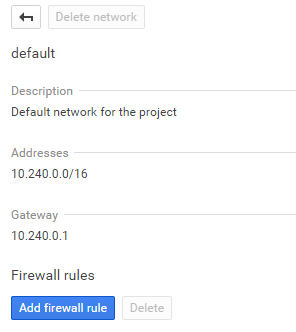 Delete network
default
Description
Default network for the project
Addresses
10.240.0.0/16
Gateway
10.240.0.1
Firewall rules
Add firewall rule Delete